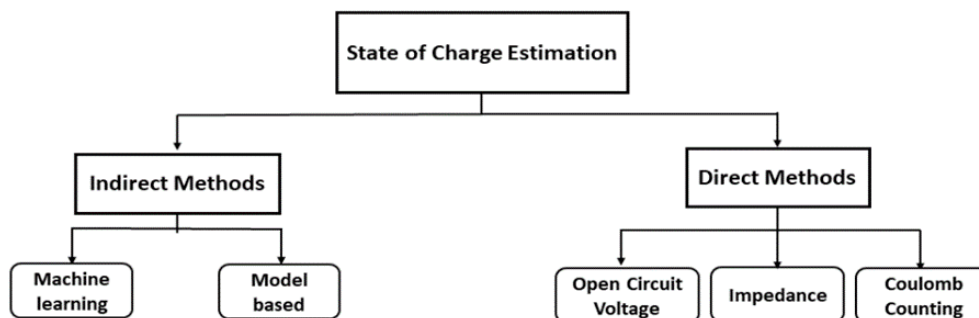 State of Charge Estimation
Indirect Methods
Direct Methods
Machine
learning
Model
based
Open Circuit
Voltage
Impedance
Coulomb
Counting